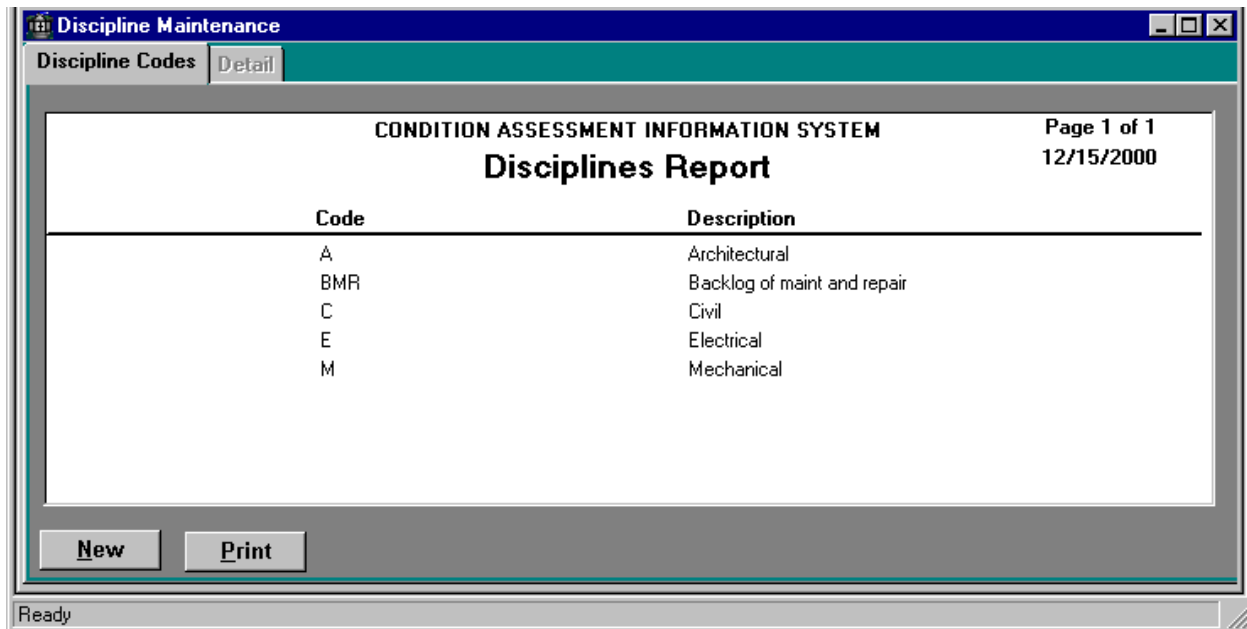 Discipline Maintenance
Discipline Codes Detail
CONDITION ASSESSMENT INFORMATION SYSTEM Page 1 of 1
Disciplines Report 12/15/2000
Code Description
A Architectural
BMR Backlog of maint and repair
C Civil
E Electrical
M Mechanical
New Print
Ready